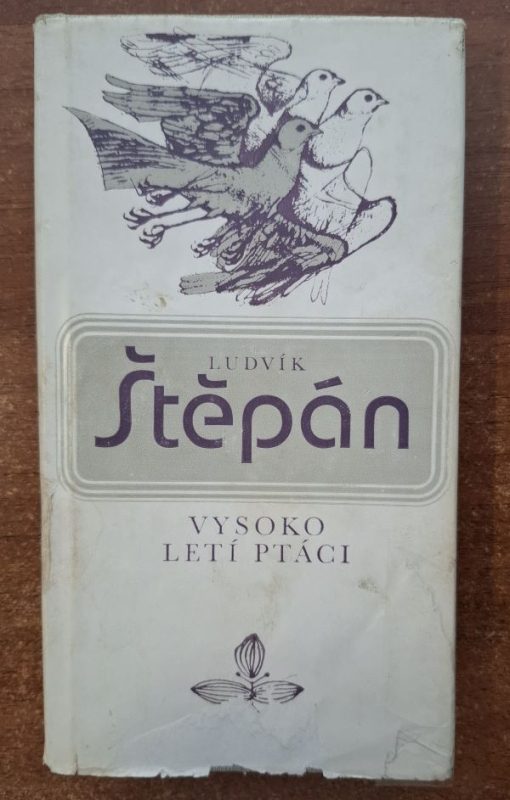 LUDVÍK
Štěpán
VYSOKO
LETÍ PTÁCI